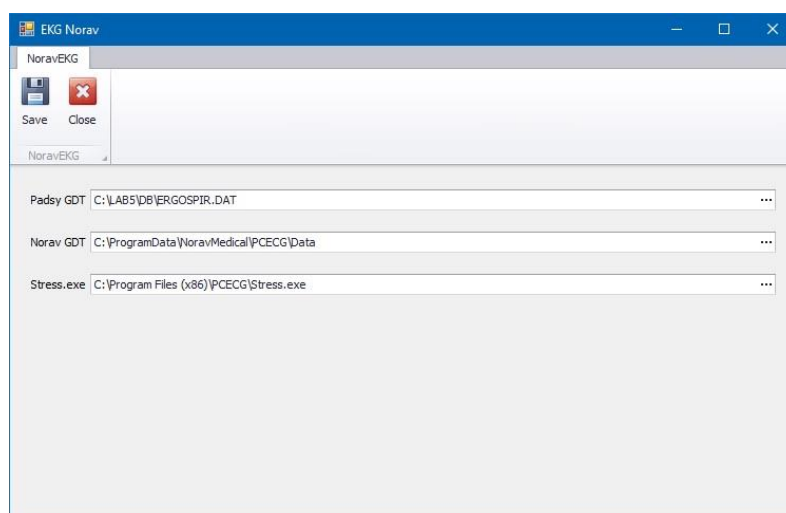 EKG Norav
NoravEKG
Save Close
NoravEKG
Padsy GDT C:\LAB5\DB\ERGOSPIR.DAT ...
Norav GDT C:\ProgramData\NoravMedical\PCECG\Data ...
Stress.exe C:\Program Files (x86)\PCECG\Stress.exe ...